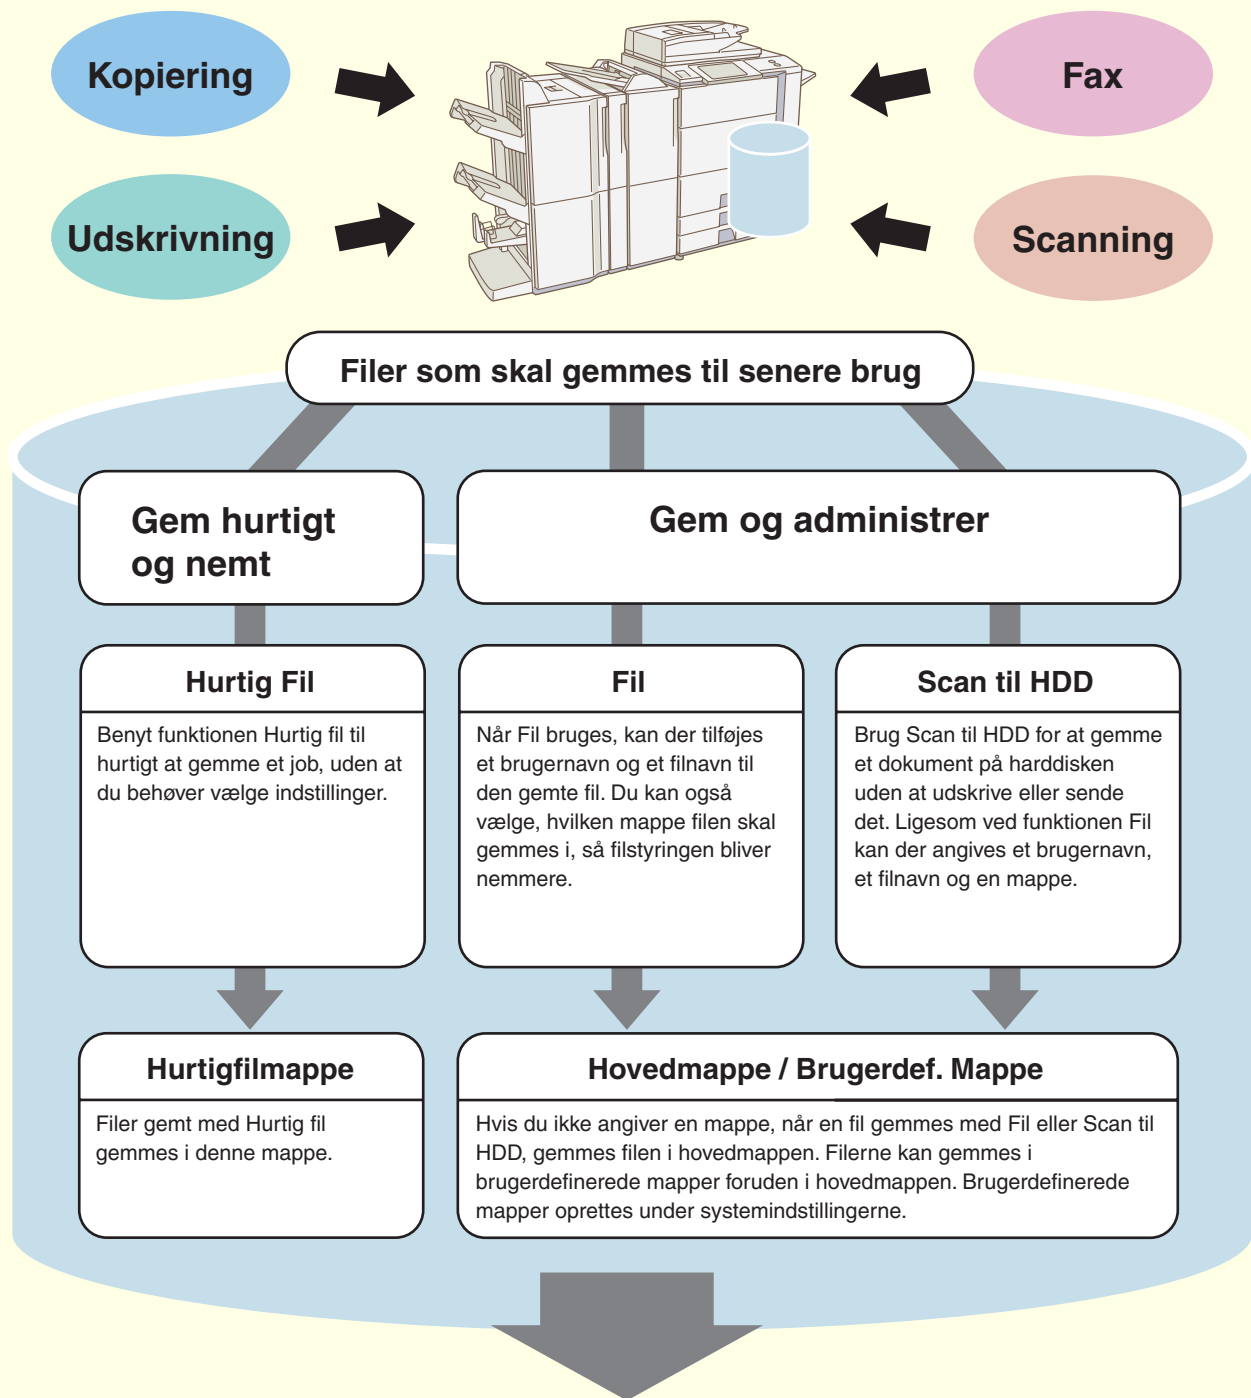 Kopiering
Fax
Udskrivning
Scanning
Filer som skal gemmes til senere brug
Gem hurtigt
og nemt
Gem og administrer
Hurtig Fil
Benyt funktionen Hurtig fil til
hurtigt at gemme et job, uden at
du behøver vælge indstillinger.
Fil
Når Fil bruges, kan der tilføjes
et brugernavn og et filnavn til
den gemte fil. Du kan også
vælge, hvilken mappe filen skal
gemmes i, så filstyringen bliver
nemmere.
Scan til HDD
Brug Scan til HDD for at gemme
et dokument på harddisken
uden at udskrive eller sende
det. Ligesom ved funktionen Fil
kan der angives et brugernavn,
et filnavn og en mappe.
Hurtigfilmappe
Filer gemt med Hurtig fil
gemmes i denne mappe.
Hovedmappe / Brugerdef. Mappe
Hvis du ikke angiver en mappe, når en fil gemmes med Fil eller Scan til
HDD, gemmes filen i hovedmappen. Filerne kan gemmes i
brugerdefinerede mapper foruden i hovedmappen. Brugerdefinerede
mapper oprettes under systemindstillingerne.